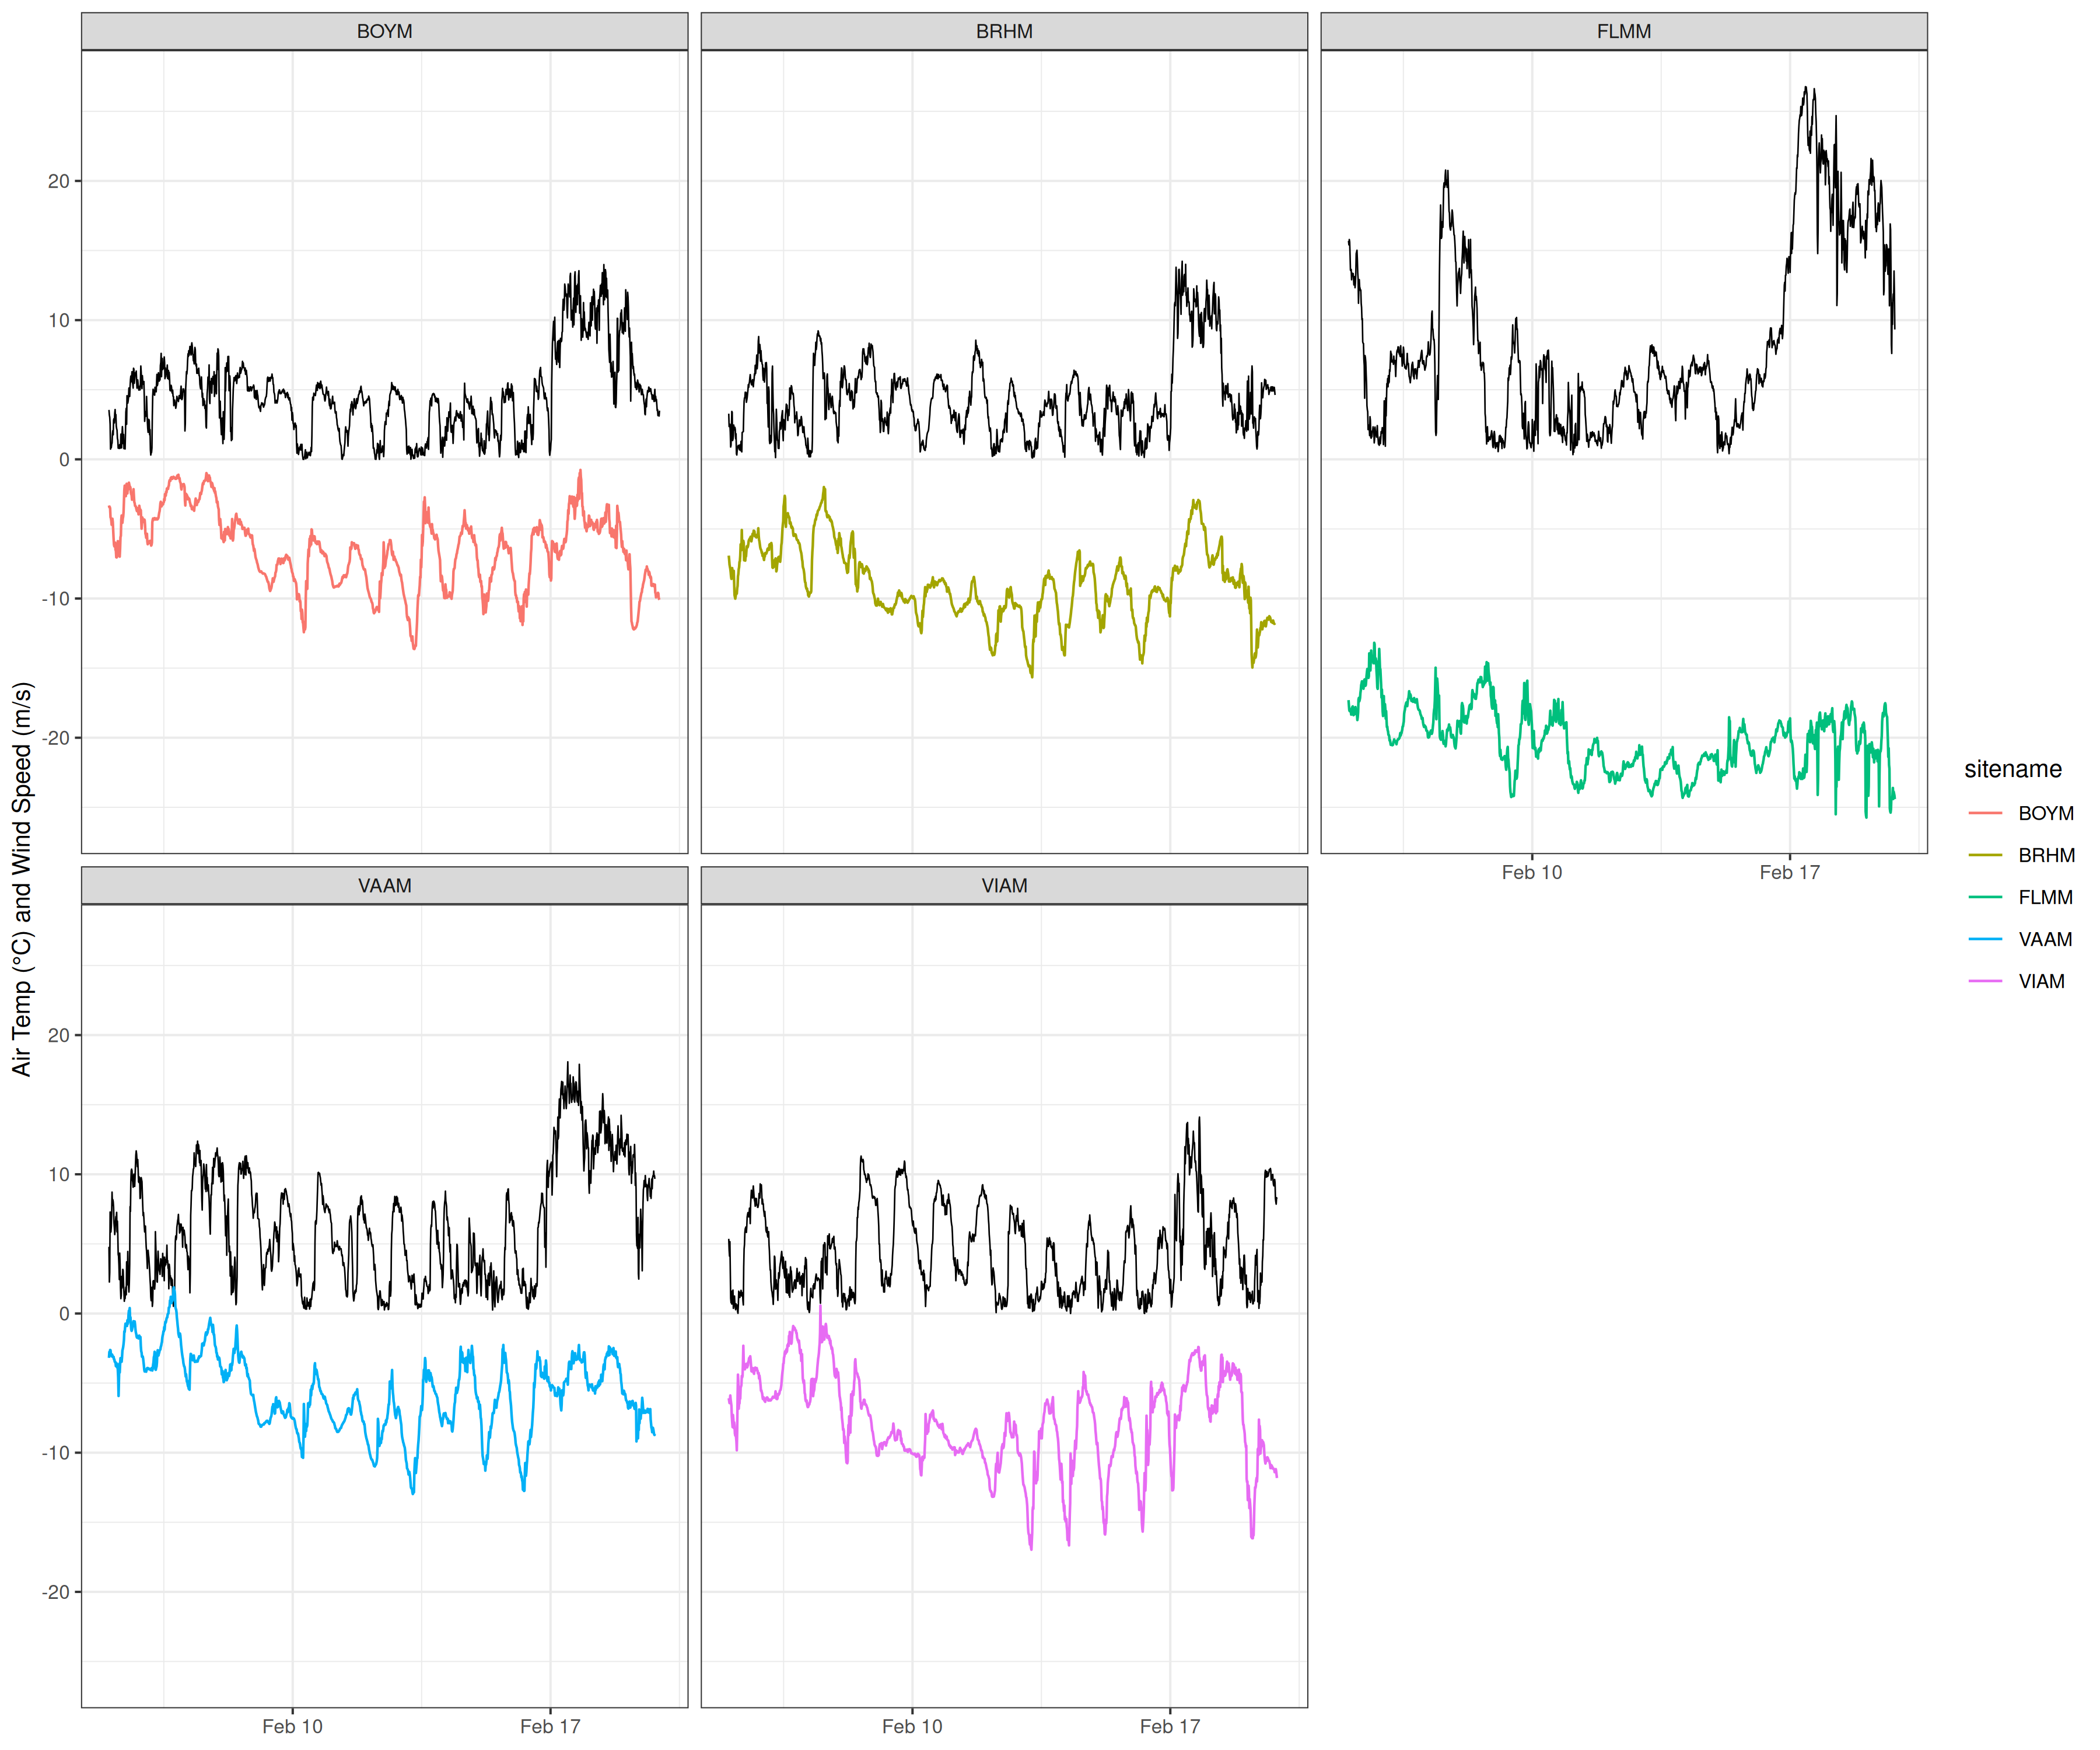 BOYM
BRHM
FLMM
20
10
0
-10
-20
Feb 10
Feb 17
VAAM
VIAM
20
10
0
-10
-20
Feb 10
Feb 17
Feb 10
Feb 17
Air Temp (°C) and Wind Speed (m/s)
sitename
BOYM
BRHM
FLMM
VAAM
VIAM